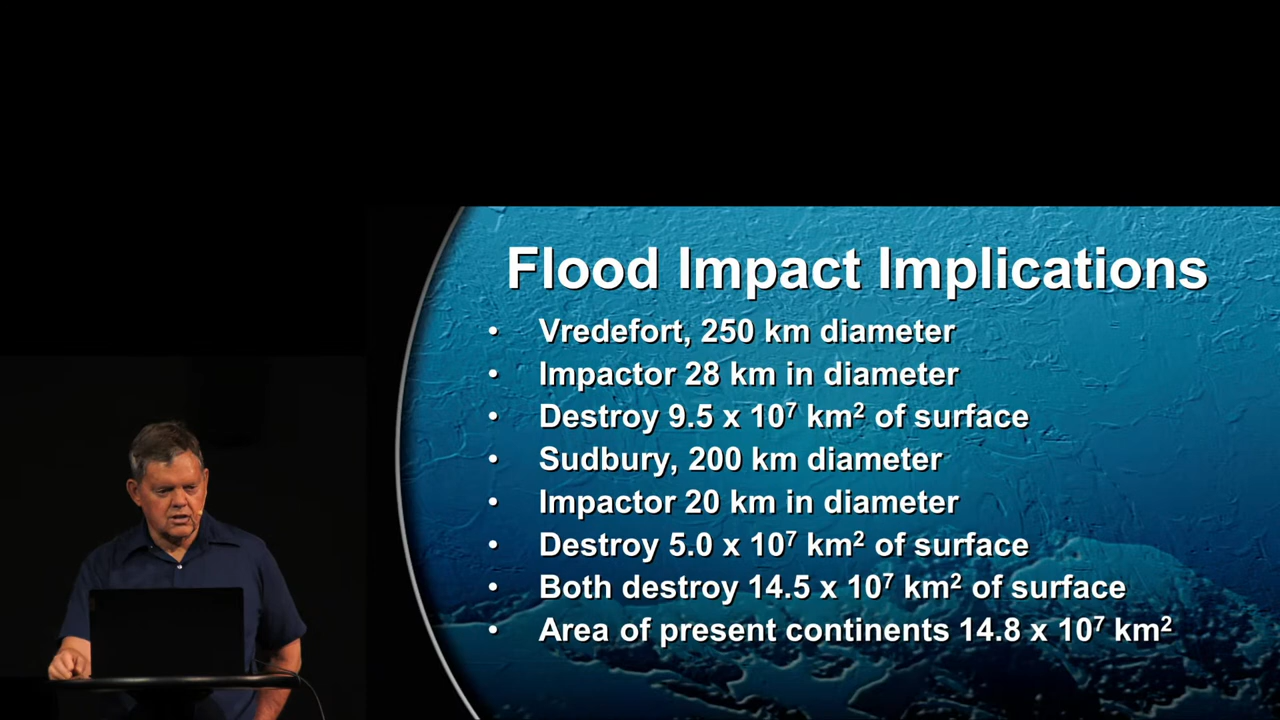 Flood Impact Implications
• Vredefort, 250 km diameter
• Impactor 28 km in diameter
• Destroy 9.5 x 10⁷ km² of surface
• Sudbury, 200 km diameter
• Impactor 20 km in diameter
• Destroy 5.0 x 10⁷ km² of surface
• Both destroy 14.5 x 10⁷ km² of surface
• Area of present continents 14.8 x 10⁷ km²